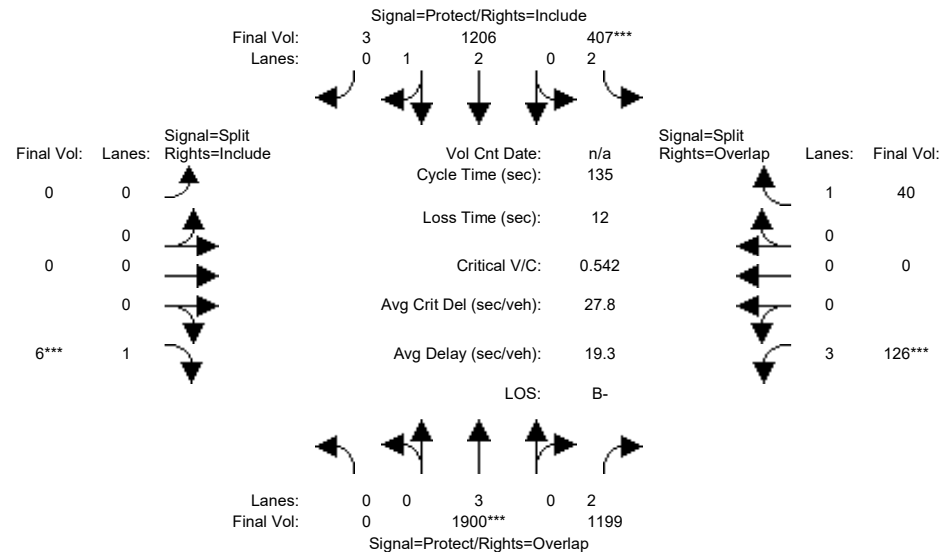 Signal=Protect/Rights=Include
Final Vol: 3 1206 407***
Lanes: 0 1 2 0 2
Signal=Split Signal=Split
Final Vol: Lanes: Rights=Include Vol Cnt Date: n/a Rights=Overlap Lanes: Final Vol:
Cycle Time (sec): 135
0 0 1 40
Loss Time (sec): 12
0 0
0 0 Critical V/C: 0.542 0 0
0 Avg Crit Del (sec/veh): 27.8 0
6*** 1 Avg Delay (sec/veh): 19.3 3 126***
LOS: B-
Lanes: 0 0 3 0 2
Final Vol: 0 1900*** 1199
Signal=Protect/Rights=Overlap